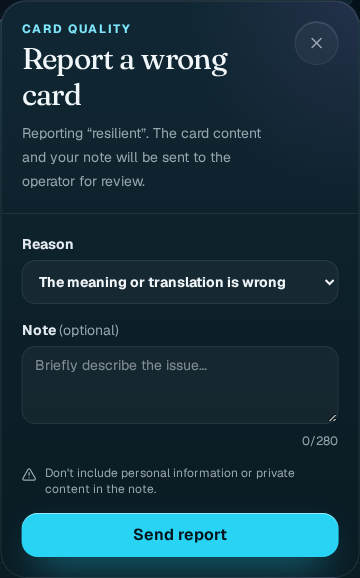 CARD QUALITY
Report a wrong
card
Reporting “resilient”. The card content
and your note will be sent to the
operator for review.
Reason
The meaning or translation is wrong
Note (optional)
Briefly describe the issue...
0/280
Don't include personal information or private
content in the note.
Send report